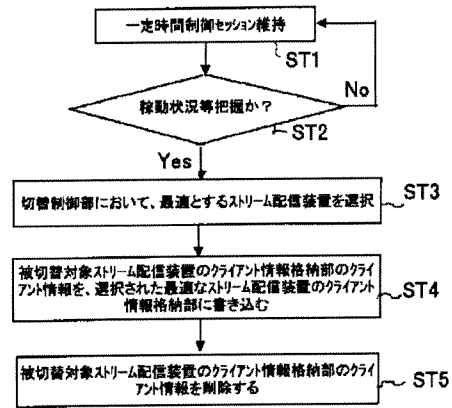 一定時間制御セッション維持
ST1
稼動状況等把握か？
No
ST2
Yes
切替制御部において、最適とするストリーム配信装置を選択
ST3
被切替対象ストリーム配信装置のクライアント情報格納部のクライ
アント情報を、選択された最適なストリーム配信装置のクライアント
情報格納部に書き込む
ST4
被切替対象ストリーム配信装置のクライアント情報格納部のクライ
アント情報を削除する
ST5